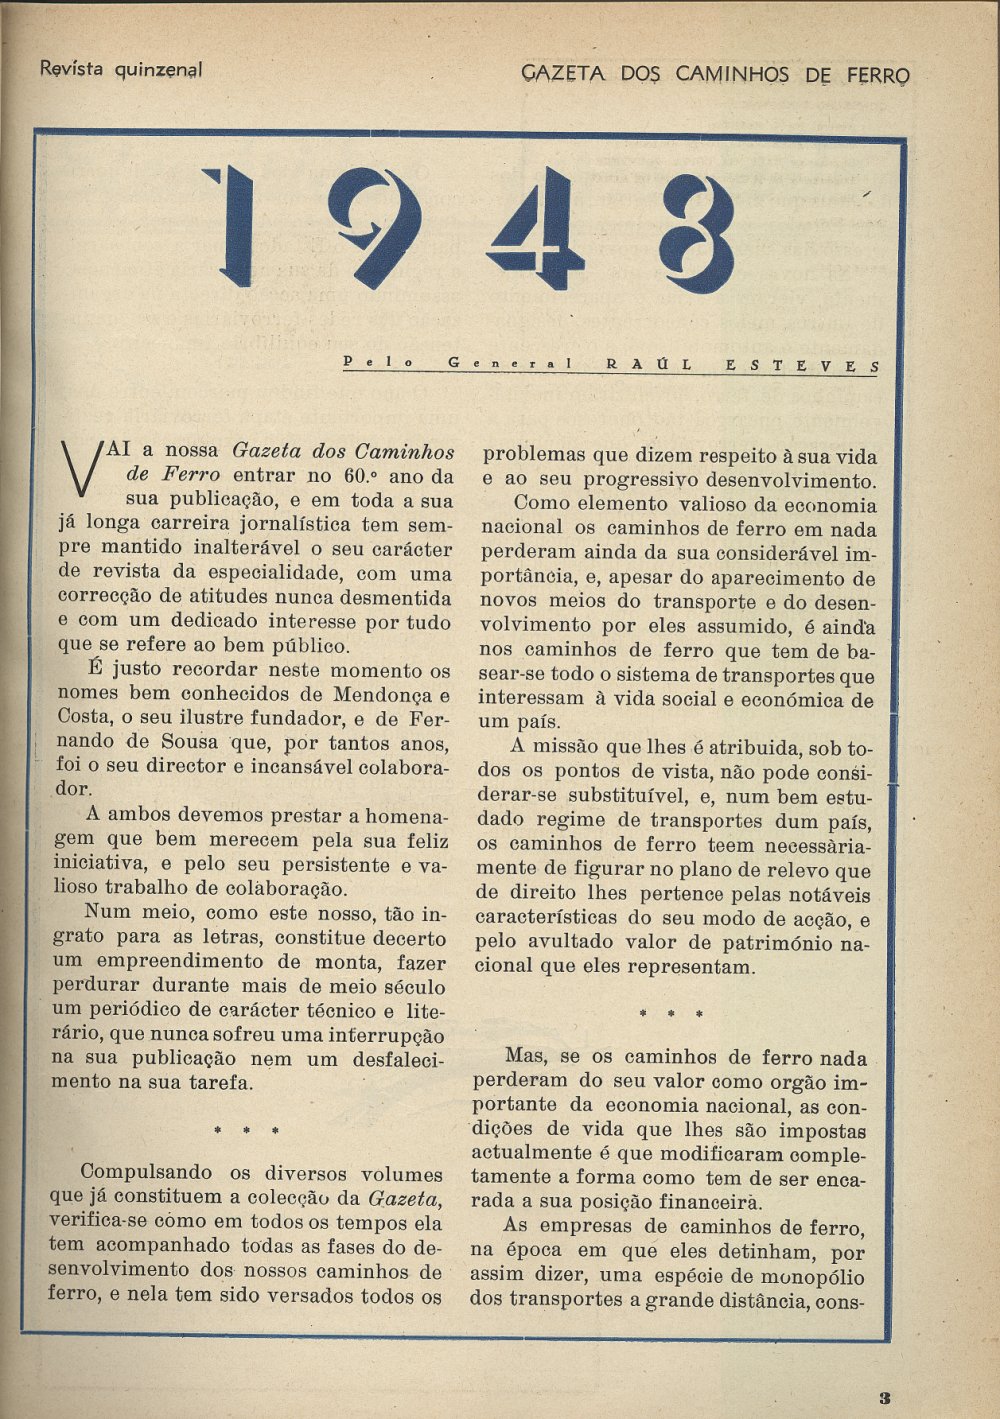 Revista quinzenal
GAZETA DOS CAMINHOS DE FERRO
1948
Pelo General RAÚL ESTEVES
VAI a nossa Gazeta dos Caminhos
de Ferro entrar no 60.º ano da
sua publicação, e em toda a sua
já longa carreira jornalística tem sem-
pre mantido inalterável o seu carácter
de revista da especialidade, com uma
correcção de atitudes nunca desmentida
e com um dedicado interesse por tudo
que se refere ao bem público.
É justo recordar neste momento os
nomes bem conhecidos de Mendonça e
Costa, o seu ilustre fundador, e de Fer-
nando de Sousa que, por tantos anos,
foi o seu director e incansável colabora-
dor.
A ambos devemos prestar a homena-
gem que bem merecem pela sua feliz
iniciativa, e pelo seu persistente e va-
lioso trabalho de colaboração.
Num meio, como este nosso, tão in-
grato para as letras, constitue decerto
um empreendimento de monta, fazer
perdurar durante mais de meio século
um periódico de carácter técnico e lite-
rário, que nunca sofreu uma interrupção
na sua publicação nem um desfaleci-
mento na sua tarefa.
* * *
Compulsando os diversos volumes
que já constituem a colecção da Gazeta,
verifica-se como em todos os tempos ela
tem acompanhado todas as fases do de-
senvolvimento dos nossos caminhos de
ferro, e nela tem sido versados todos os
problemas que dizem respeito à sua vida
e ao seu progressivo desenvolvimento.
Como elemento valioso da economia
nacional os caminhos de ferro em nada
perderam ainda da sua considerável im-
portância, e, apesar do aparecimento de
novos meios do transporte e do desen-
volvimento por eles assumido, é ainda
nos caminhos de ferro que tem de ba-
sear-se todo o sistema de transportes que
interessam à vida social e económica de
um país.
A missão que lhes é atribuida, sob to-
dos os pontos de vista, não pode consi-
derar-se substituível, e, num bem estu-
dado regime de transportes dum país,
os caminhos de ferro teem necessària-
mente de figurar no plano de relevo que
de direito lhes pertence pelas notáveis
características do seu modo de acção, e
pelo avultado valor de património na-
cional que eles representam.
* * *
Mas, se os caminhos de ferro nada
perderam do seu valor como orgão im-
portante da economia nacional, as con-
dições de vida que lhes são impostas
actualmente é que modificaram comple-
tamente a forma como tem de ser enca-
rada a sua posição financeira.
As empresas de caminhos de ferro,
na época em que eles detinham, por
assim dizer, uma espécie de monopólio
dos transportes a grande distância, cons-
3